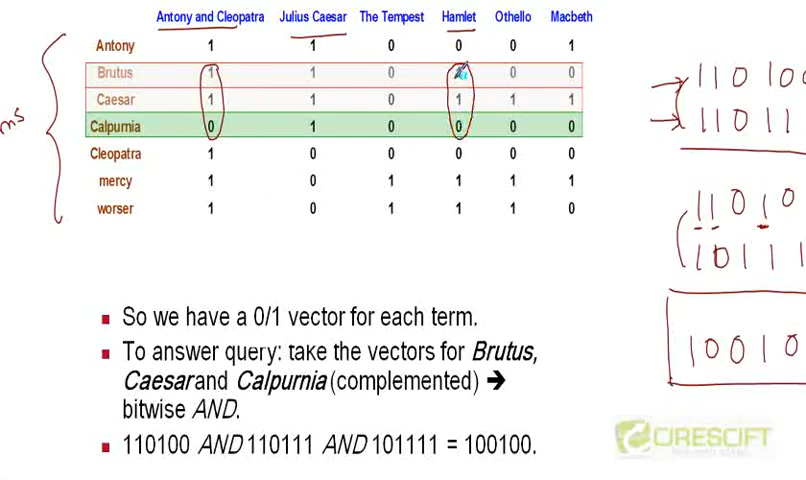 Antony and Cleopatra Julius Caesar The Tempest Hamlet Othello Macbeth
Antony 1 1 0 0 0 1
Brutus 1 1 0 1 0 0
Caesar 1 1 0 1 1 1
Calpurnia 0 1 0 0 0 0
Cleopatra 1 0 0 0 0 0
mercy 1 0 1 1 1 1
worser 1 0 1 1 1 0
ms
110100
11011
11010
10111
10010
So we have a 0/1 vector for each term.
To answer query: take the vectors for Brutus,
Caesar and Calpurnia (complemented) ➔
bitwise AND.
110100 AND 110111 AND 101111 = 100100.